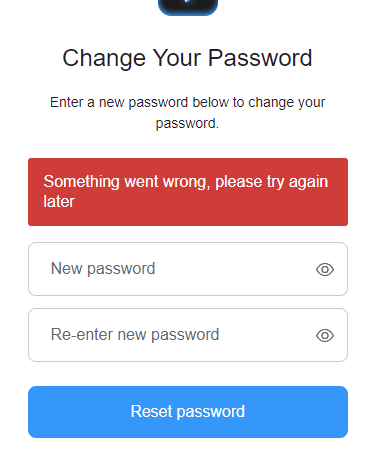 Change Your Password
Enter a new password below to change your
password.
Something went wrong, please try again
later
New password
Re-enter new password
Reset password